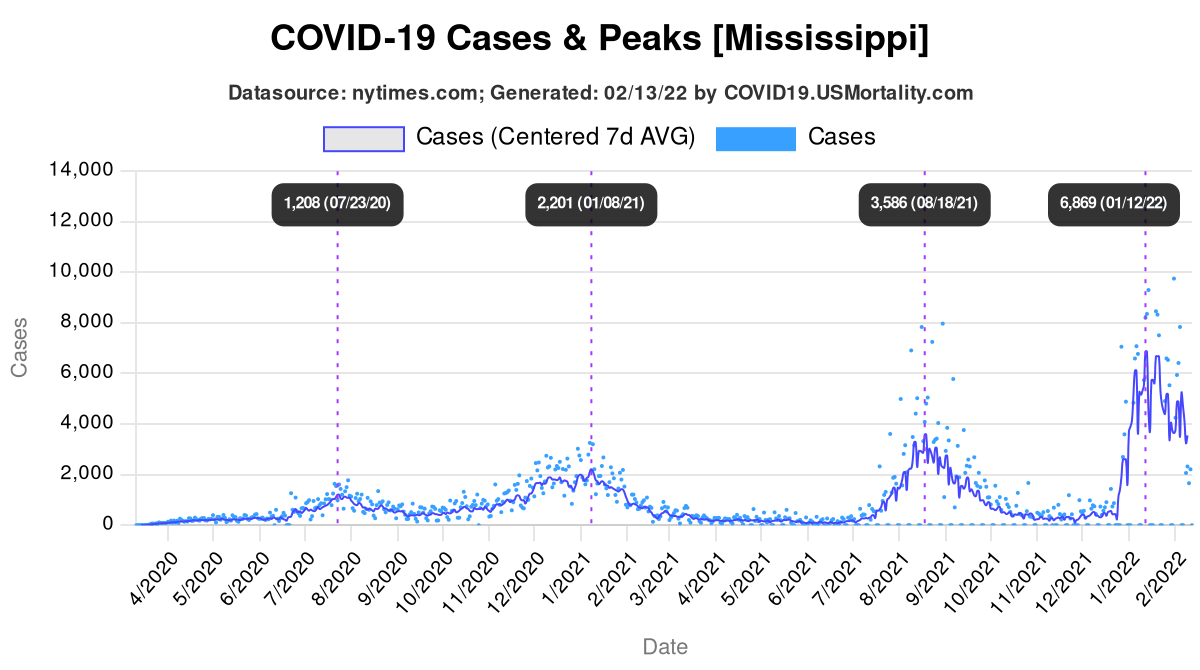 COVID-19 Cases & Peaks [Mississippi]
Datasource: nytimes.com; Generated: 02/13/22 by COVID19.USMortality.com
Cases (Centered 7d AVG) Cases
14,000
1,208 (07/23/20) 2,201 (01/08/21) 3,586 (08/18/21) 6,869 (01/12/22)
12,000
10,000
8,000
Cases
6,000
4,000
2,000
0
4/2020 5/2020 6/2020 7/2020 8/2020 9/2020 10/2020 11/2020 12/2020 1/2021 2/2021 3/2021 4/2021 5/2021 6/2021 7/2021 8/2021 9/2021 10/2021 11/2021 12/2021 1/2022 2/2022
Date